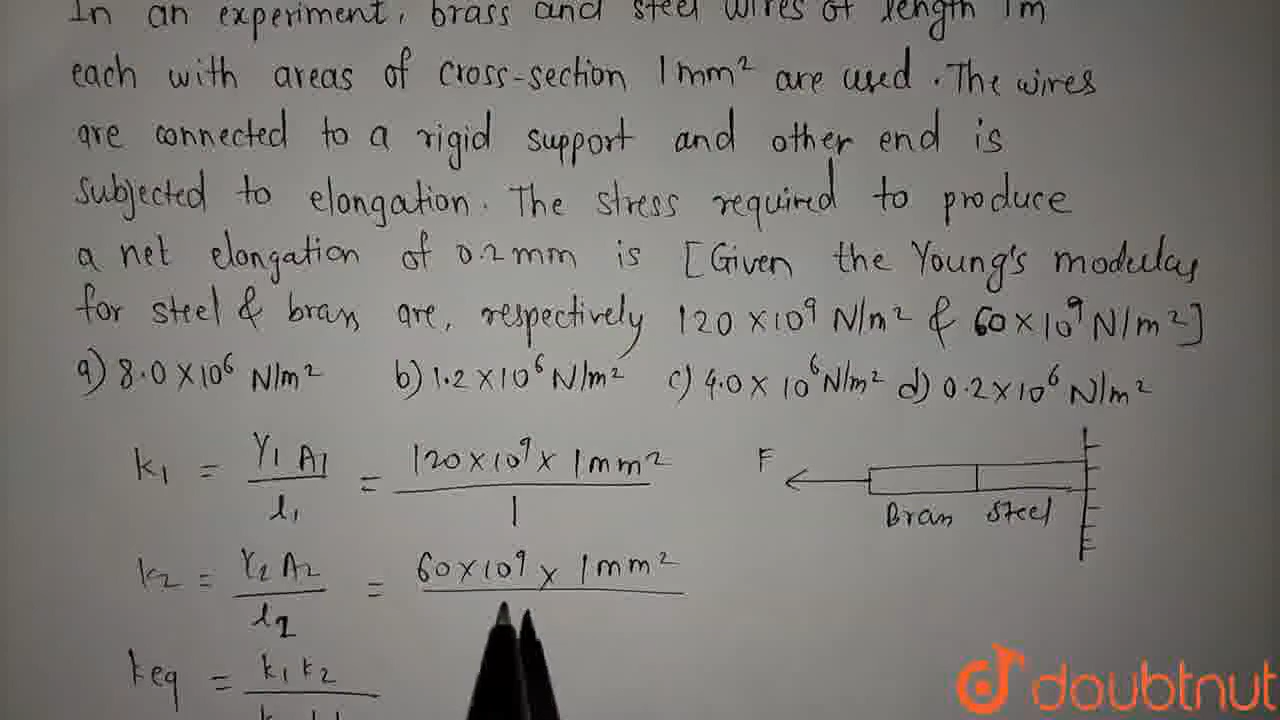 In an experiment, brass and steel wires of length 1m
each with areas of cross-section 1mm² are used. The wires
are connected to a rigid support and other end is
subjected to elongation. The stress required to produce
a net elongation of 0.2mm is [Given the Young's modulas
for steel & brass are, respectively 120×10⁹ N/m² & 60×10⁹ N/m²]
a) 8.0×10⁶ N/m² b) 1.2×10⁶ N/m² c) 4.0×10⁶ N/m² d) 0.2×10⁶ N/m²
k₁ = Y₁A₁ / l₁ = 120×10⁹ × 1mm² / 1
F
Brass Steel
k₂ = Y₂A₂ / l₂ = 60×10⁹ × 1mm²
keq = k₁k₂
doubtnut